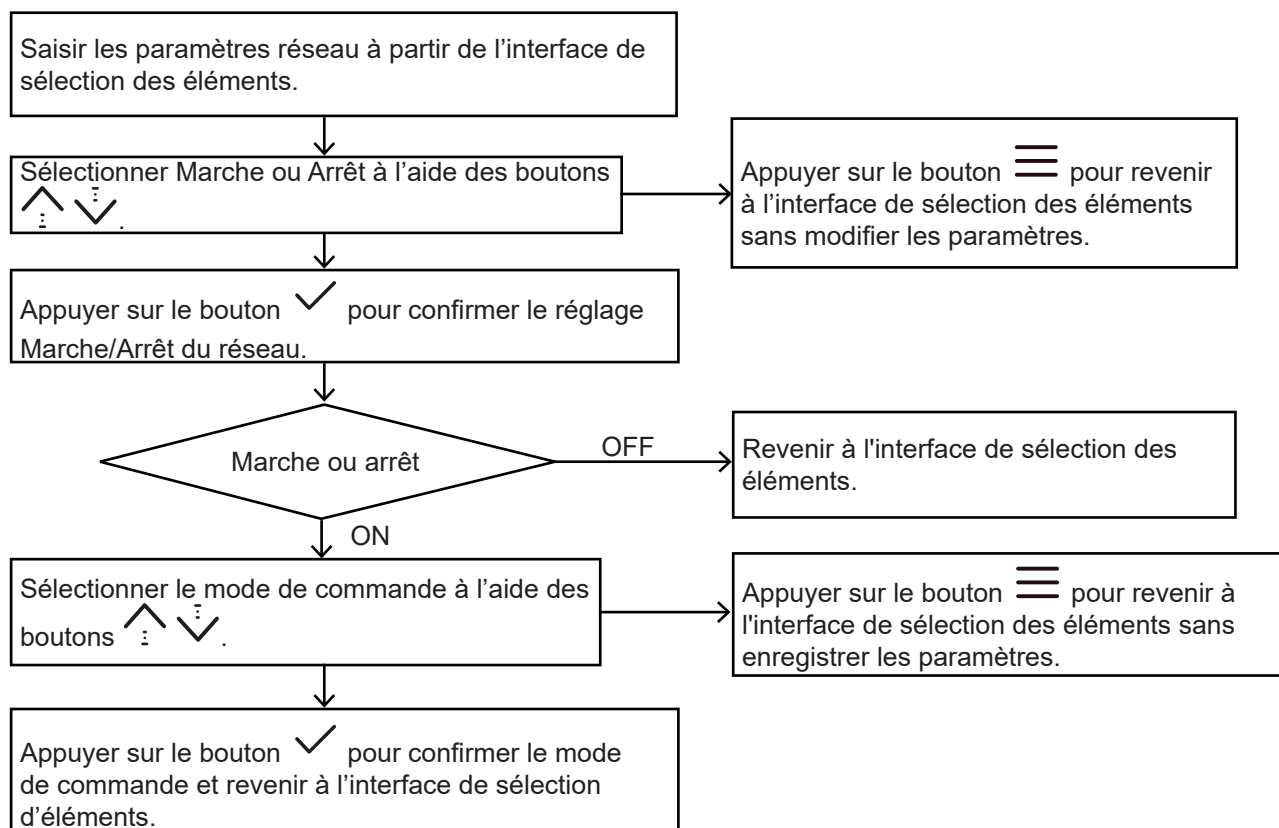 Saisir les paramètres réseau à partir de l’interface de
sélection des éléments.
Sélectionner Marche ou Arrêt à l’aide des boutons
.
Appuyer sur le bouton pour revenir
à l’interface de sélection des éléments
sans modifier les paramètres.
Appuyer sur le bouton pour confirmer le réglage
Marche/Arrêt du réseau.
Marche ou arrêt
OFF
Revenir à l'interface de sélection des
éléments.
ON
Sélectionner le mode de commande à l’aide des
boutons .
Appuyer sur le bouton pour revenir à
l'interface de sélection des éléments sans
enregistrer les paramètres.
Appuyer sur le bouton pour confirmer le mode
de commande et revenir à l’interface de sélection
d’éléments.